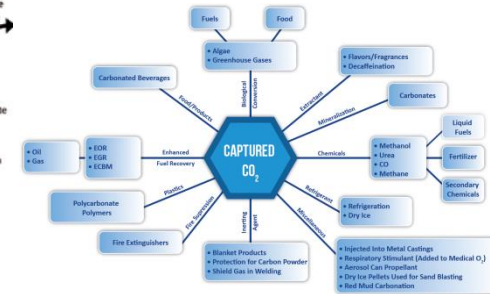 Fuels
Food
• Algae
• Greenhouse Gases
Biological
Conversion
Carbonated Beverages
Food/Products
Extractant
• Flavors/Fragrances
• Decaffeination
Mineralization
Carbonates
• Oil
• Gas
• EOR
• EGR
• ECBM
Enhanced
Fuel Recovery
CAPTURED
CO2
Chemicals
• Methanol
• Urea
• CO
• Methane
Liquid
Fuels
Fertilizer
Secondary
Chemicals
Plastics
Polycarbonate
Polymers
Refrigerant
• Refrigeration
• Dry Ice
Fire Supression
Fire Extinguishers
Inerting
Agent
• Blanket Products
• Protection for Carbon Powder
• Shield Gas in Welding
Miscellaneous
• Injected Into Metal Castings
• Respiratory Stimulant (Added to Medical O2)
• Aerosol Can Propellant
• Dry Ice Pellets Used for Sand Blasting
• Red Mud Carbonation